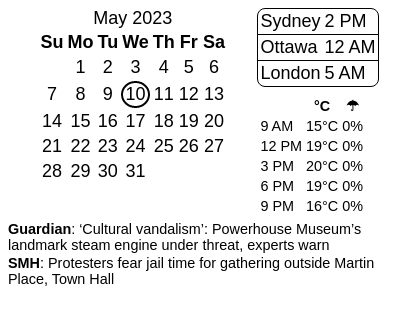 May 2023
Su Mo Tu We Th Fr Sa
1 2 3 4 5 6
7 8 9 10 11 12 13
14 15 16 17 18 19 20
21 22 23 24 25 26 27
28 29 30 31
Sydney 2 PM
Ottawa 12 AM
London 5 AM
°C ☂
9 AM 15°C 0%
12 PM 19°C 0%
3 PM 20°C 0%
6 PM 19°C 0%
9 PM 16°C 0%
Guardian: ‘Cultural vandalism’: Powerhouse Museum’s
landmark steam engine under threat, experts warn
SMH: Protesters fear jail time for gathering outside Martin
Place, Town Hall